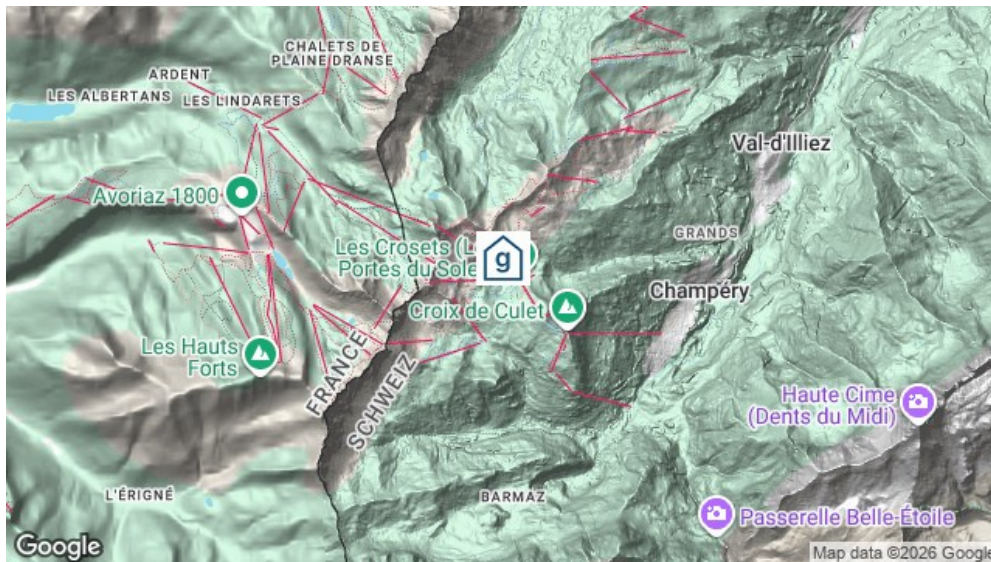 CHALETS DE
PLAINE DRANSE
ARDENT
LES ALBERTANS
LES LINDARETS
Val-d'Illiez
Avoriaz 1800
GRANDS
Les Crosets (L
Portes du Sole
g
Champéry
Croix de Culet
Les Hauts
Forts
FRANCE
SCHWEIZ
Haute Cime
(Dents du Midi)
L'ÉRIGNÉ
BARMAZ
Passerelle Belle-Étoile
Google
Map data ©2026 Google